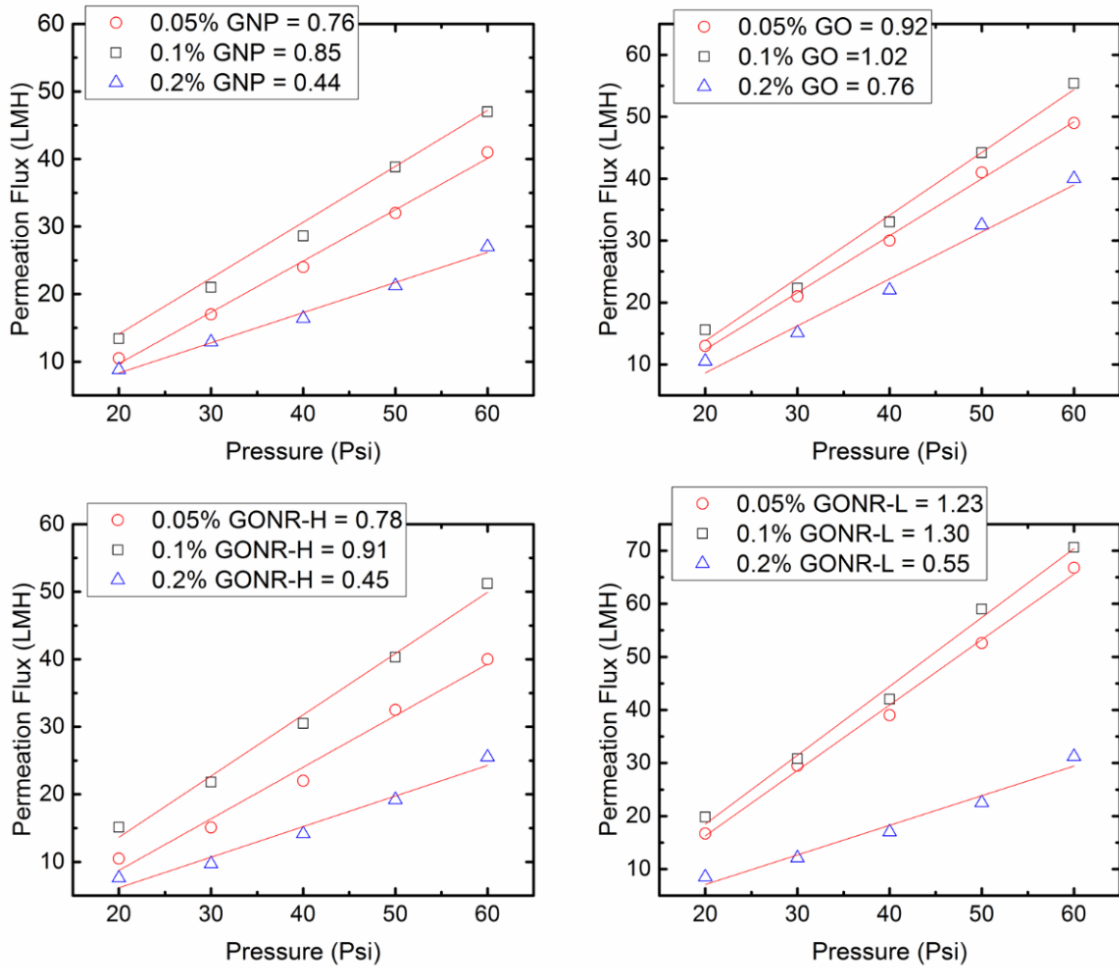 0.05% GNP = 0.76
0.1% GNP = 0.85
0.2% GNP = 0.44
Permeation Flux (LMH)
60
50
40
30
20
10
20 30 40 50 60
Pressure (Psi)
0.05% GO = 0.92
0.1% GO =1.02
0.2% GO = 0.76
Permeation Flux (LMH)
60
50
40
30
20
10
20 30 40 50 60
Pressure (Psi)
0.05% GONR-H = 0.78
0.1% GONR-H = 0.91
0.2% GONR-H = 0.45
Permeation Flux (LMH)
60
50
40
30
20
10
20 30 40 50 60
Pressure (Psi)
0.05% GONR-L = 1.23
0.1% GONR-L = 1.30
0.2% GONR-L = 0.55
Permeation Flux (LMH)
70
60
50
40
30
20
10
20 30 40 50 60
Pressure (Psi)